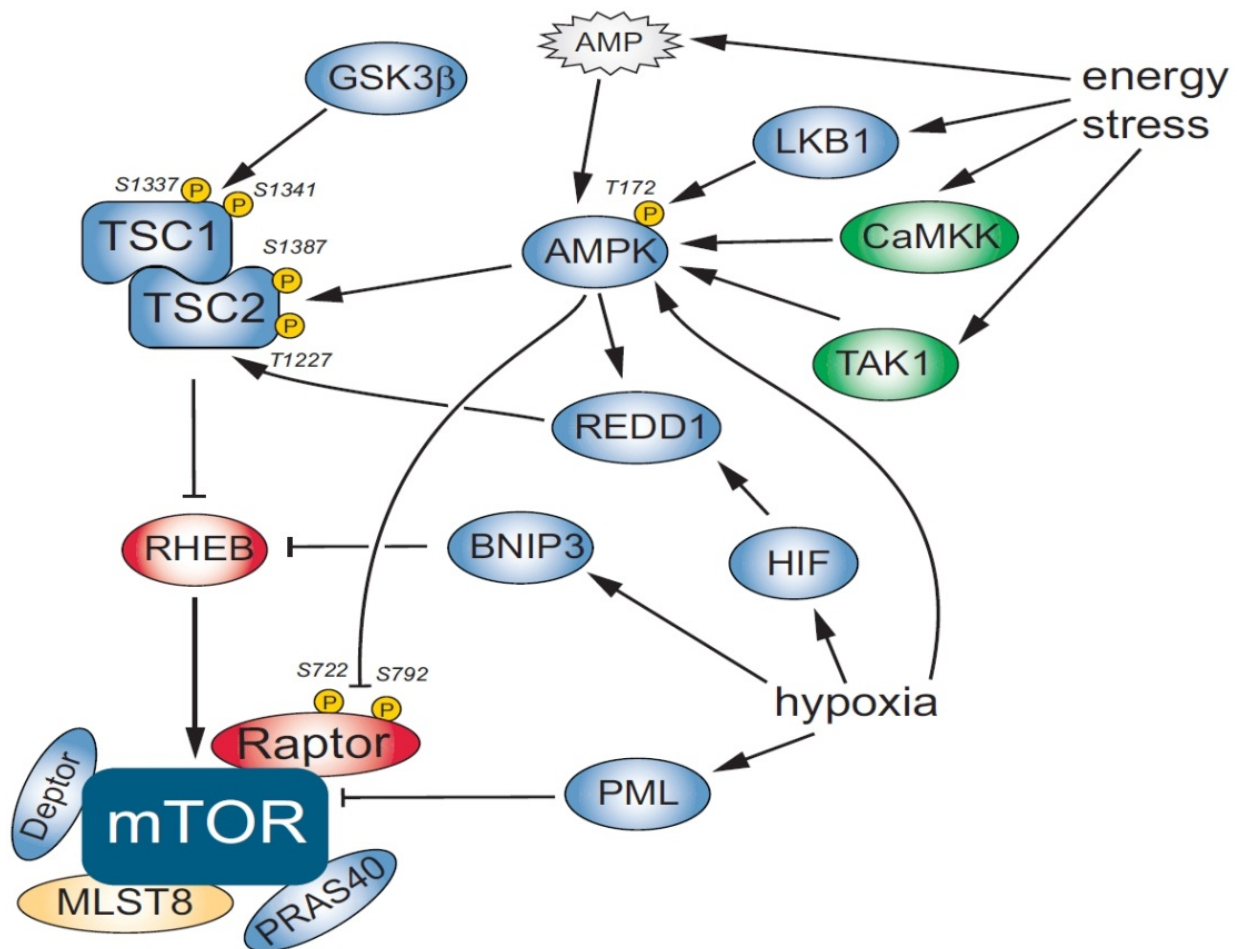 AMP
GSK3β
energy
stress
LKB1
S1337
P
S1341
P
T172
P
TSC1
S1387
CaMKK
AMPK
P
TSC2
P
T1227
TAK1
REDD1
RHEB
BNIP3
HIF
S722
S792
P
P
hypoxia
Raptor
Deptor
PML
mTOR
MLST8
PRAS40